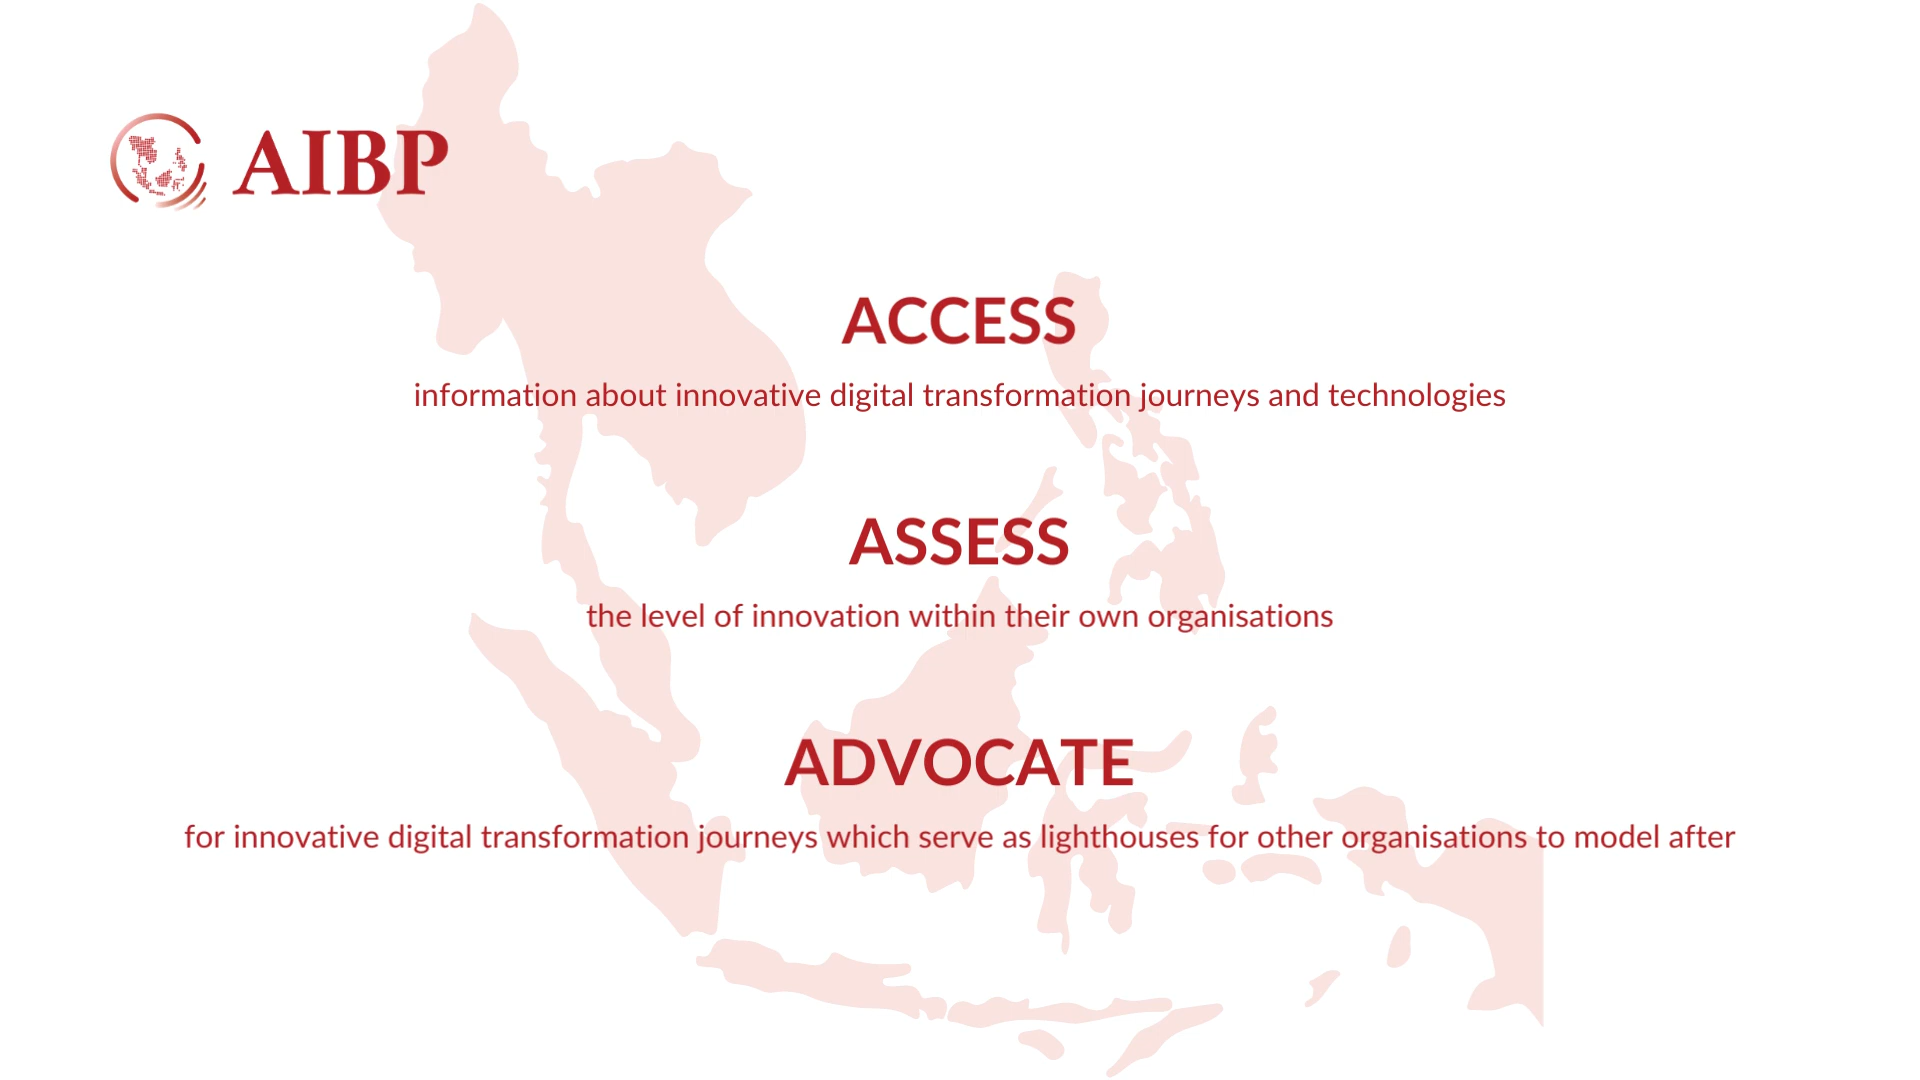 AIBP
ACCESS
information about innovative digital transformation journeys and technologies
ASSESS
the level of innovation within their own organisations
ADVOCATE
for innovative digital transformation journeys which serve as lighthouses for other organisations to model after